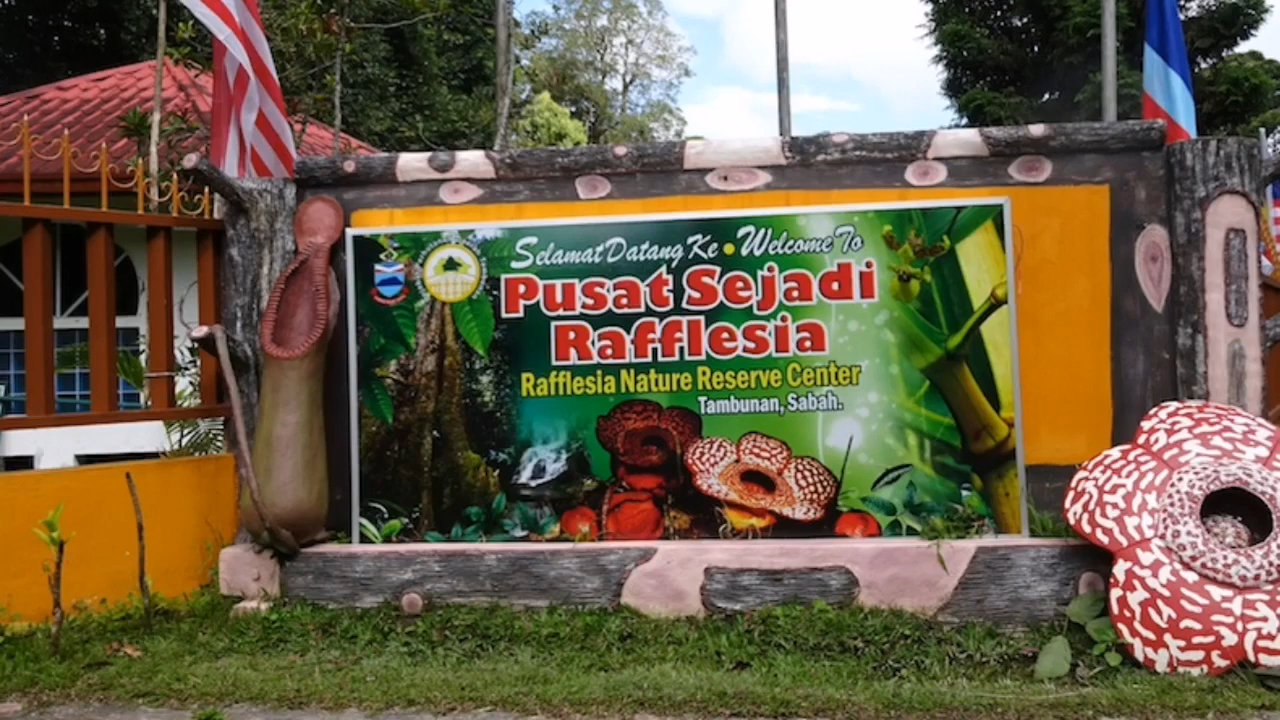 Selamat Datang Ke • Welcome To
Pusat Sejadi
Rafflesia
Rafflesia Nature Reserve Center
Tambunan, Sabah.